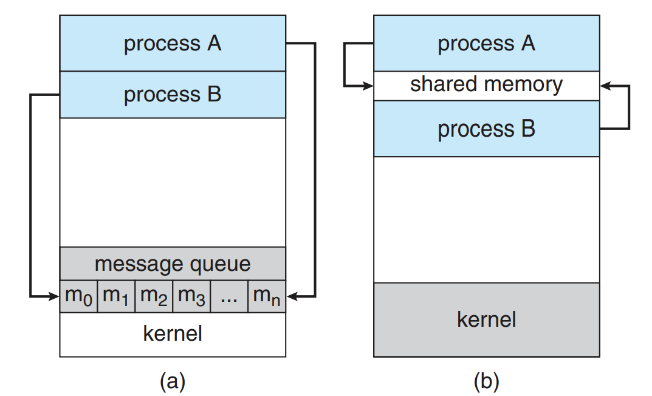 process A
process B
message queue
m0 m1 m2 m3 ... mn
kernel
(a)
process A
shared memory
process B
kernel
(b)